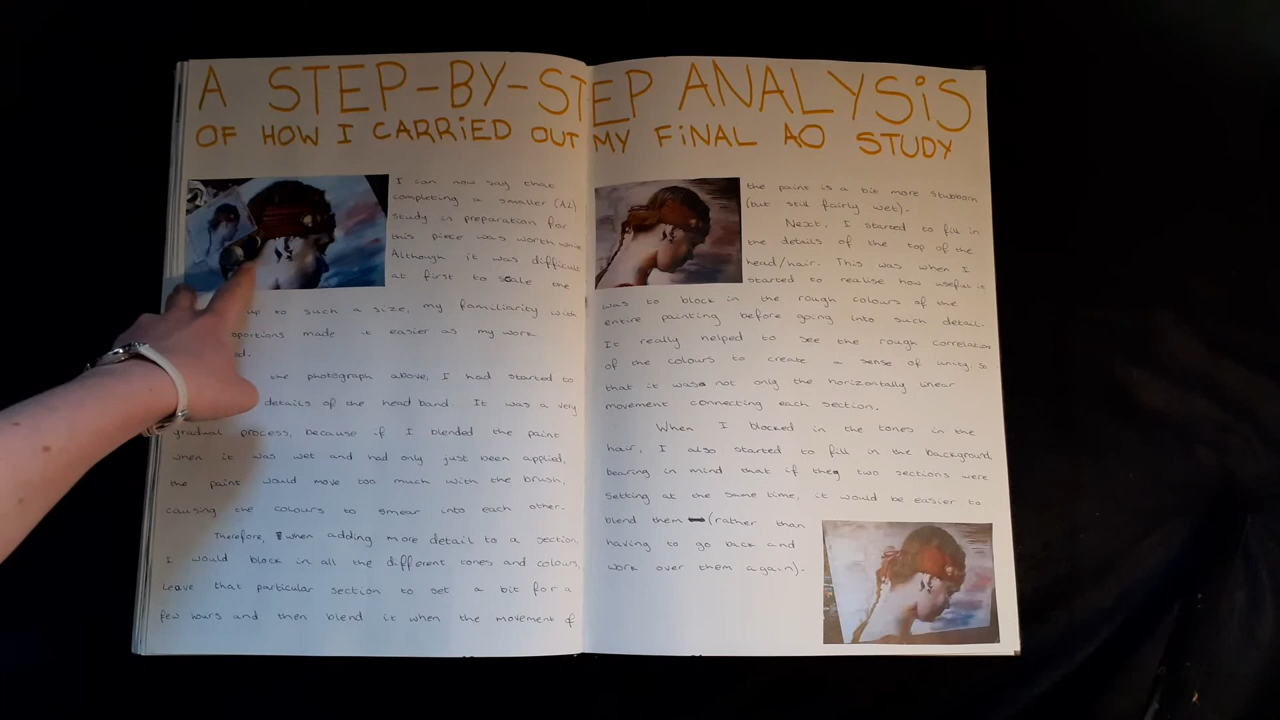 A STEP-BY-STEP ANALYSiS
OF HOW I CARRiED OUT MY FiNAL AO STUDY
I can now say that
completing a smaller (A2)
study in preparation for
this piece was worth while.
Although it was difficult
at first to scale the
up to such a size, my familiarity with
oportions made it easier as my work
ed.
the photograph above, I had started to
details of the head band. It was a very
gradual process, because if I blended the paint
when it was wet and had only just been applied,
the paint would move too much with the brush,
causing the colours to smear into each other.
Therefore, when adding more detail to a section,
I would block in all the different tones and colours,
leave that particular section to set a bit for a
few hours and then blend it when the movement of
the paint is a bit more stubborn
(but still fairly wet).
Next, I started to fill in
the details of the top of the
head/hair. This was when I
started to realise how useful it
was to block in the rough colours of the
entire painting before going into such detail.
It really helped to see the rough correlation
of the colours to create a sense of unity, so
that it was not only the horizontally linear
movement connecting each section.
When I blocked in the tones in the
hair, I also started to fill in the background,
bearing in mind that if they two sections were
setting at the same time, it would be easier to
blend them (rather than
having to go back and
work over them again).